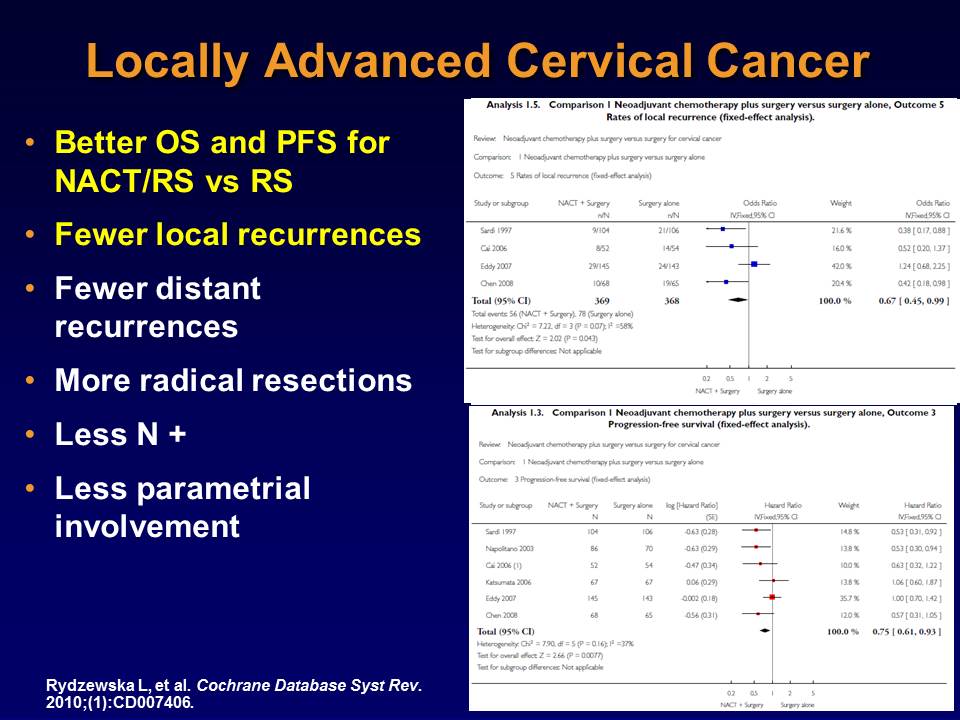 Locally Advanced Cervical Cancer
• Better OS and PFS for
NACT/RS vs RS
• Fewer local recurrences
• Fewer distant
recurrences
• More radical resections
• Less N +
• Less parametrial
involvement
Rydzewska L, et al. Cochrane Database Syst Rev.
2010;(1):CD007406.
Analysis 1.5. Comparison 1 Neoadjuvant chemotherapy plus surgery versus surgery alone, Outcome 5
Rates of local recurrence (fixed-effect analysis).
Review: Neoadjuvant chemotherapy plus surgery versus surgery for cervical cancer
Comparison: 1 Neoadjuvant chemotherapy plus surgery versus surgery alone
Outcome: 5 Rates of local recurrence (fixed-effect analysis)
Study or subgroup NACT + Surgery Surgery alone Odds Ratio Weight Odds Ratio
n/N n/N IV,Fixed,95% CI IV,Fixed,95% CI
Sardi 1997 9/104 21/106 21.6 % 0.38 [ 0.17, 0.88 ]
Cai 2006 8/52 14/54 16.0 % 0.52 [ 0.20, 1.37 ]
Eddy 2007 29/145 24/143 42.0 % 1.24 [ 0.68, 2.25 ]
Chen 2008 10/68 19/65 20.4 % 0.42 [ 0.18, 0.98 ]
Total (95% CI) 369 368 100.0 % 0.67 [ 0.45, 0.99 ]
Total events: 56 (NACT + Surgery), 78 (Surgery alone)
Heterogeneity: Chi² = 7.22, df = 3 (P = 0.07); I² =58%
Test for overall effect: Z = 2.02 (P = 0.043)
Test for subgroup differences: Not applicable
0.2 0.5 1 2 5
NACT + Surgery Surgery alone
Analysis 1.3. Comparison 1 Neoadjuvant chemotherapy plus surgery versus surgery alone, Outcome 3
Progression-free survival (fixed-effect analysis).
Review: Neoadjuvant chemotherapy plus surgery versus surgery for cervical cancer
Comparison: 1 Neoadjuvant chemotherapy plus surgery versus surgery alone
Outcome: 3 Progression-free survival (fixed-effect analysis)
Study or subgroup NACT + Surgery Surgery alone log [Hazard Ratio] Hazard Ratio Weight Hazard Ratio
N N (SE) IV,Fixed,95% CI IV,Fixed,95% CI
Sardi 1997 104 106 -0.63 (0.28) 14.8 % 0.53 [ 0.31, 0.92 ]
Napolitano 2003 86 70 -0.63 (0.29) 13.8 % 0.53 [ 0.30, 0.94 ]
Cai 2006 (1) 52 54 -0.47 (0.34) 10.0 % 0.63 [ 0.32, 1.22 ]
Katsumata 2006 67 67 0.06 (0.29) 13.8 % 1.06 [ 0.60, 1.87 ]
Eddy 2007 145 143 -0.002 (0.18) 35.7 % 1.00 [ 0.70, 1.42 ]
Chen 2008 68 65 -0.56 (0.31) 12.0 % 0.57 [ 0.31, 1.05 ]
Total (95% CI) 100.0 % 0.75 [ 0.61, 0.93 ]
Heterogeneity: Chi² = 7.90, df = 5 (P = 0.16); I² =37%
Test for overall effect: Z = 2.66 (P = 0.0077)
Test for subgroup differences: Not applicable
0.2 0.5 1 2 5
NACT + Surgery Surgery alone